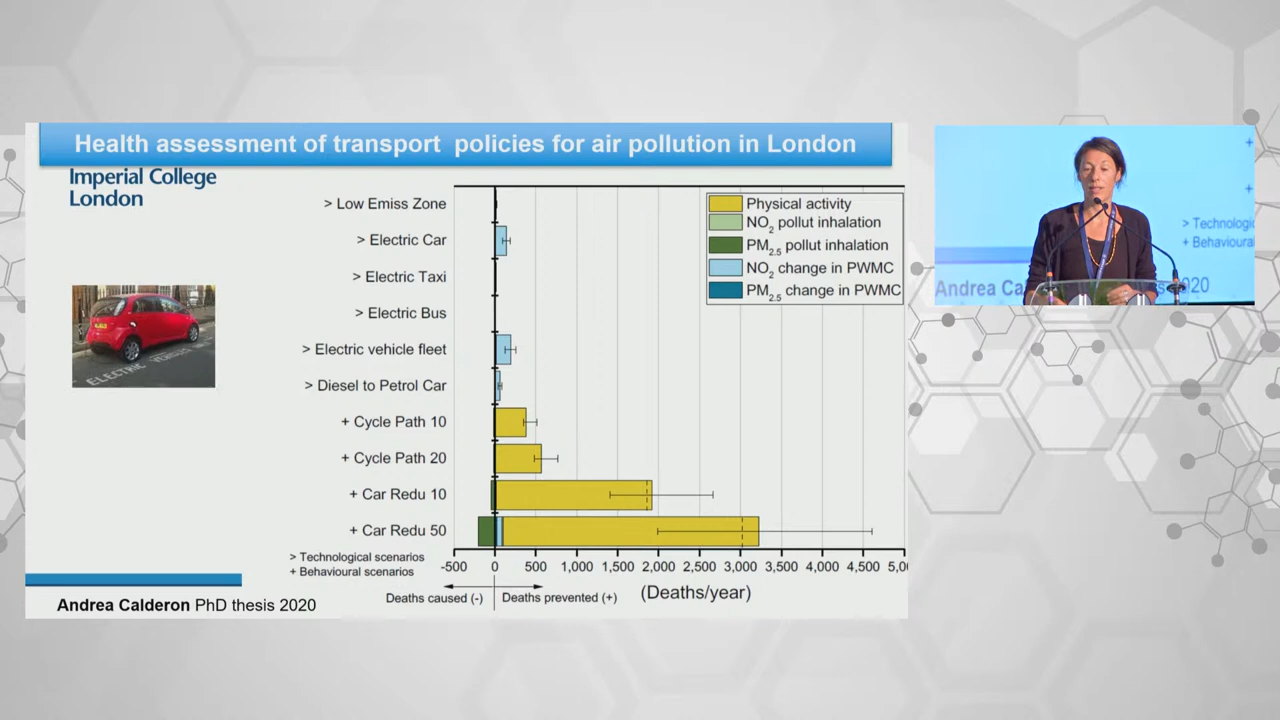 Health assessment of transport policies for air pollution in London
Imperial College
London
> Low Emiss Zone
> Electric Car
> Electric Taxi
> Electric Bus
> Electric vehicle fleet
> Diesel to Petrol Car
+ Cycle Path 10
+ Cycle Path 20
+ Car Redu 10
+ Car Redu 50
Physical activity
NO2 pollut inhalation
PM2.5 pollut inhalation
NO2 change in PWMC
PM2.5 change in PWMC
-500 0 500 1,000 1,500 2,000 2,500 3,000 3,500 4,000 4,500 5,00
> Technological scenarios
+ Behavioural scenarios
Deaths caused (-)
Deaths prevented (+)
(Deaths/year)
ELECTRIC
Andrea Calderon PhD thesis 2020
> Technologic
+ Behavioura
Andrea Ca
2020